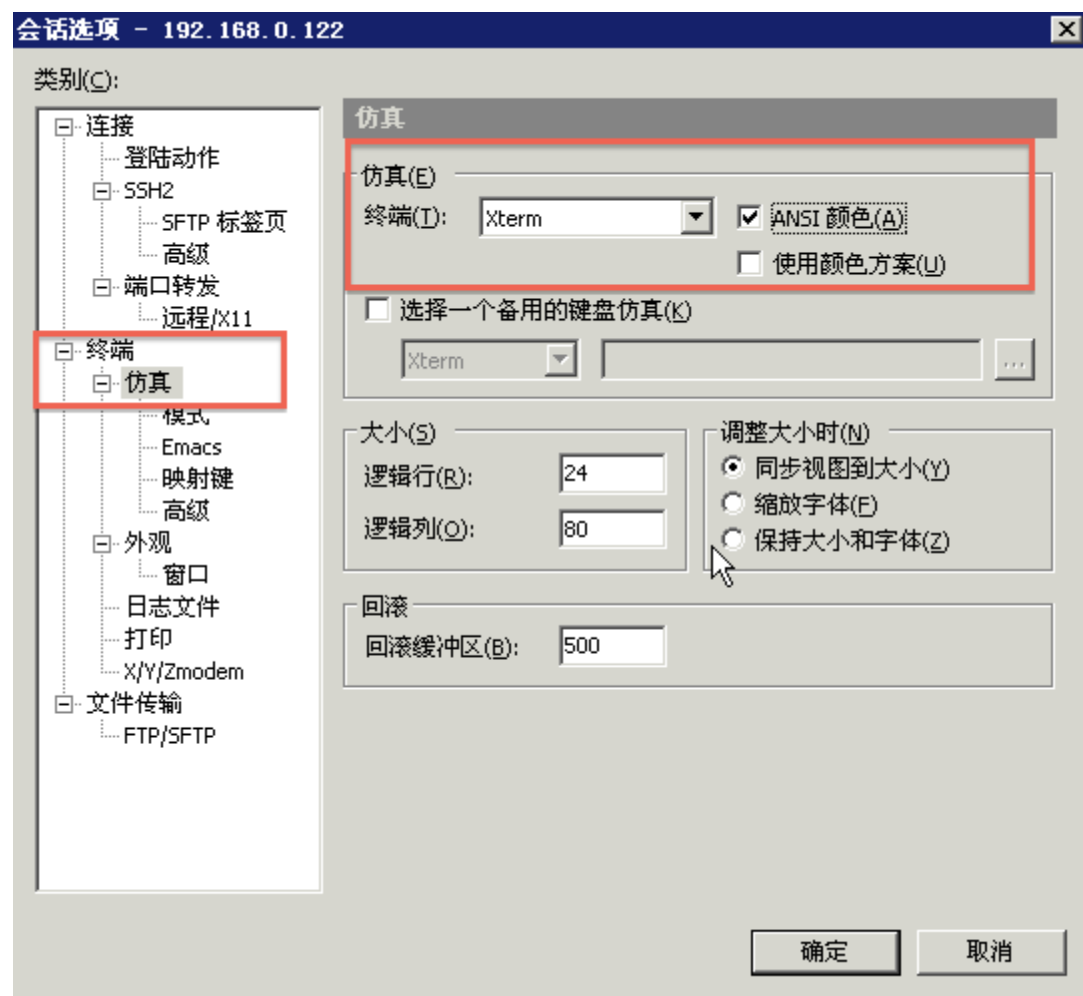 会话选项 - 192.168.0.122
类别(C):
连接
登陆动作
SSH2
SFTP 标签页
高级
端口转发
远程/X11
终端
仿真
模式
Emacs
映射键
高级
外观
窗口
日志文件
打印
X/Y/Zmodem
文件传输
FTP/SFTP
仿真
仿真(E)
终端(T): Xterm ANSI 颜色(A)
使用颜色方案(U)
选择一个备用的键盘仿真(K)
Xterm ...
大小(S)
逻辑行(R): 24
逻辑列(O): 80
调整大小时(N)
同步视图到大小(Y)
缩放字体(F)
保持大小和字体(Z)
回滚
回滚缓冲区(B): 500
确定 取消